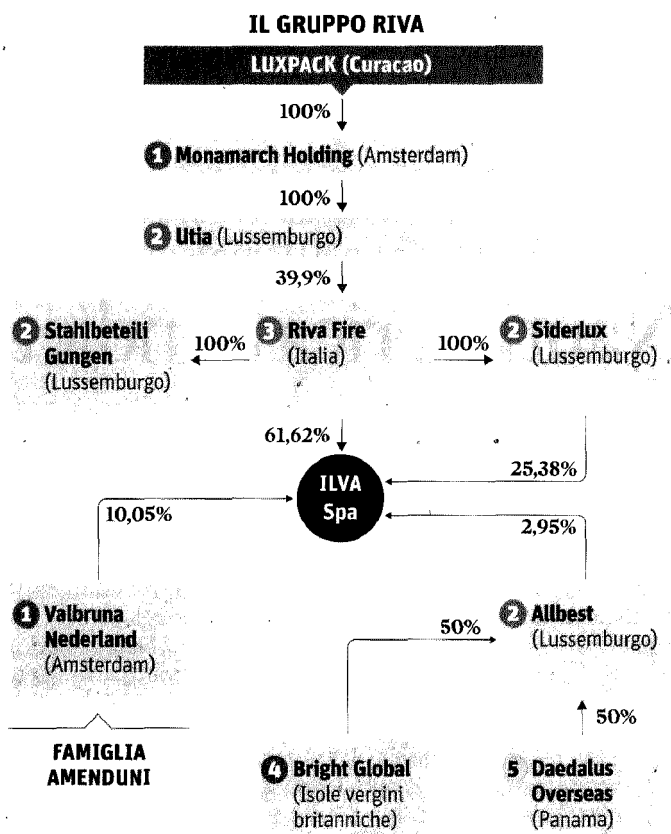 IL GRUPPO RIVA
LUXPACK (Curacao)
100%
1 Monamarch Holding (Amsterdam)
100%
2 Utia (Lussemburgo)
39,9%
2 Stahlbeteili
Gungen
(Lussemburgo)
100%
3 Riva Fire
(Italia)
100%
2 Siderlux
(Lussemburgo)
61,62%
ILVA
Spa
25,38%
10,05%
2,95%
1 Valbruna
Nederland
(Amsterdam)
50%
2 Allbest
(Lussemburgo)
50%
FAMIGLIA
AMENDUNI
4 Bright Global
(Isole vergini
britanniche)
5 Daedalus
Overseas
(Panama)